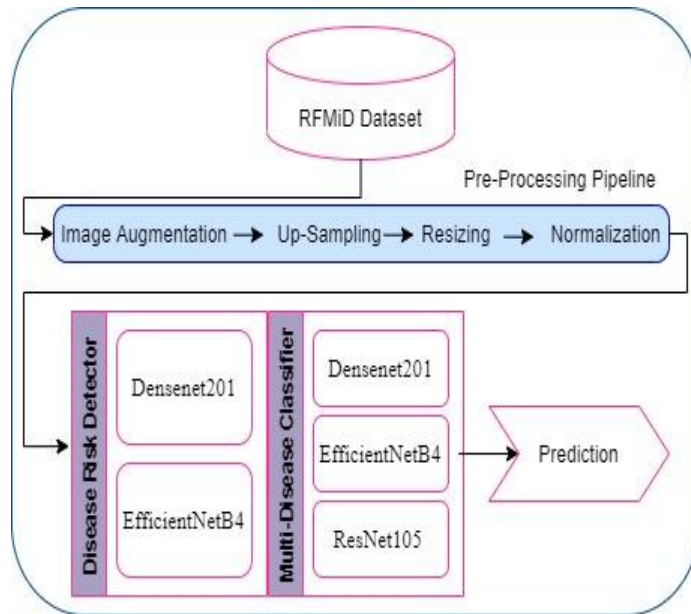 RFMiD Dataset
Pre-Processing Pipeline
Image Augmentation
Up-Sampling
Resizing
Normalization
Disease Risk Detector
Densenet201
EfficientNetB4
Multi-Disease Classifier
Densenet201
EfficientNetB4
ResNet105
Prediction